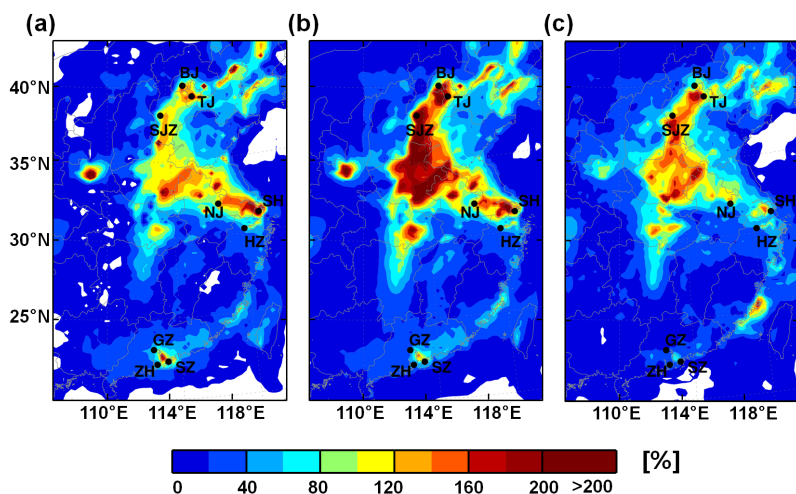 (a) (b) (c)
40°N
35°N
30°N
25°N
BJ
TJ
SJZ
NJ
SH
HZ
GZ
ZH
SZ
BJ
TJ
SJZ
NJ
SH
HZ
GZ
ZH
SZ
BJ
TJ
SJZ
NJ
SH
HZ
GZ
ZH
SZ
110°E 114°E 118°E 110°E 114°E 118°E 110°E 114°E 118°E
[%]
0 40 80 120 160 200 >200